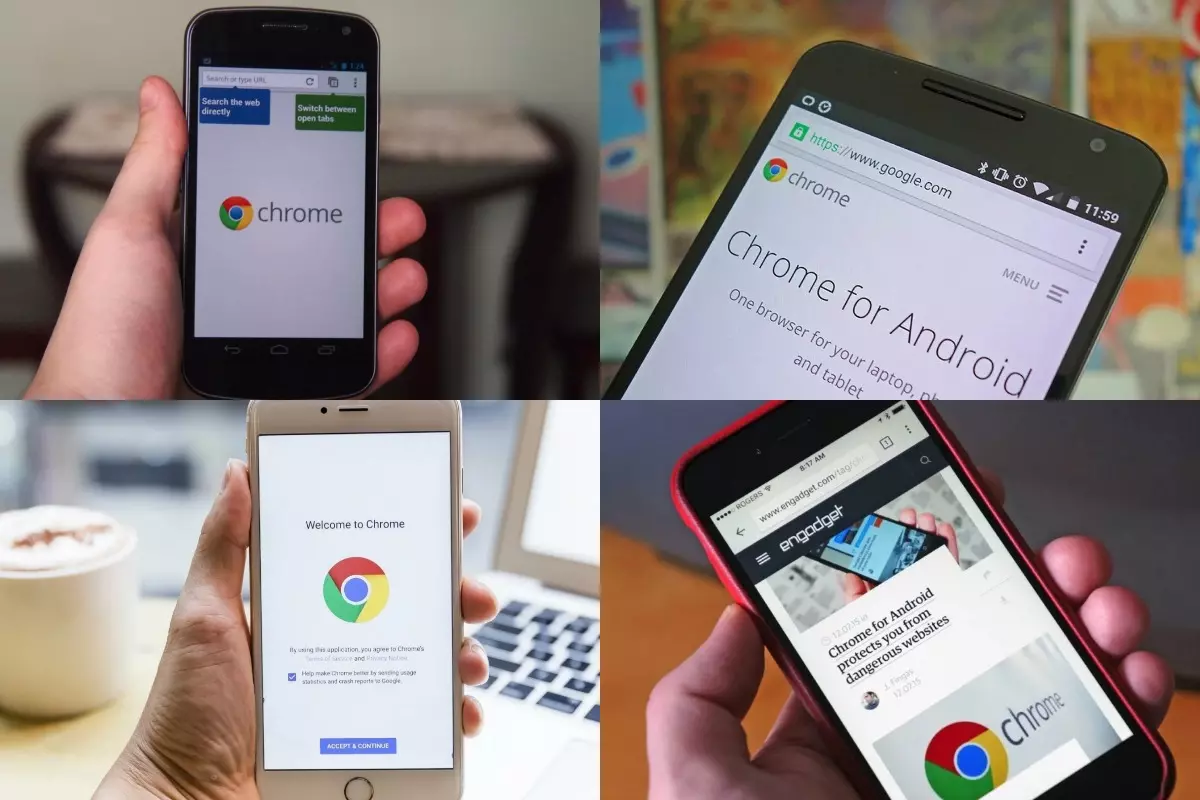 1:24
Search or type URL
Search the web
directly
Switch between
open tabs
chrome
https://www.google.com
11:59
chrome
MENU
Chrome for Android
One browser for your laptop, ph
and tablet
Welcome to Chrome
By using this application, you agree to Chrome's
Terms of Service and Privacy Notice.
Help make Chrome better by sending usage
statistics and crash reports to Google.
ACCEPT & CONTINUE
ROGERS
8:17 AM
www.engadget.com/tag/
1
engadget
12.07.15
Chrome for Android
protects you from
dangerous websites
J. Fingas
12.07.15
chrome